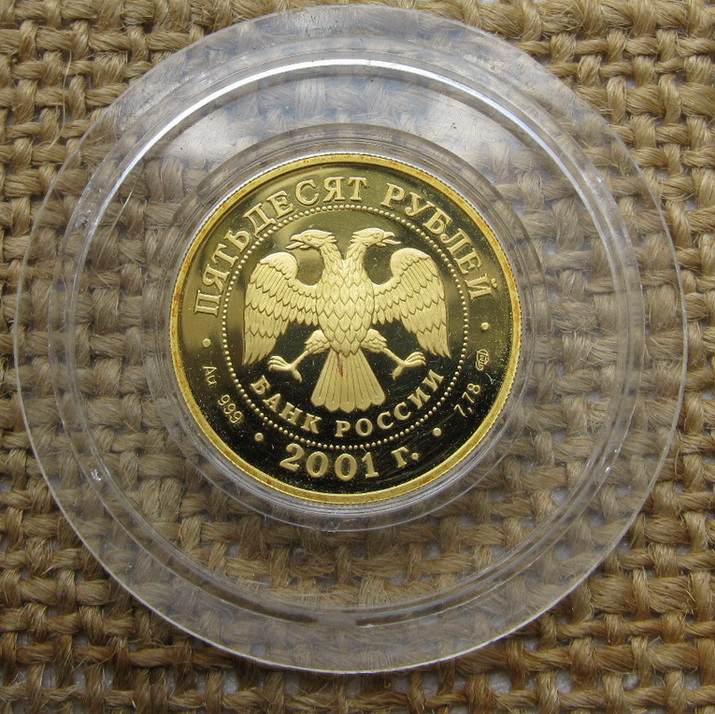 ПЯТЬДЕСЯТ РУБЛЕЙ
БАНК РОССИИ
Au 999
2001 г.
7,78